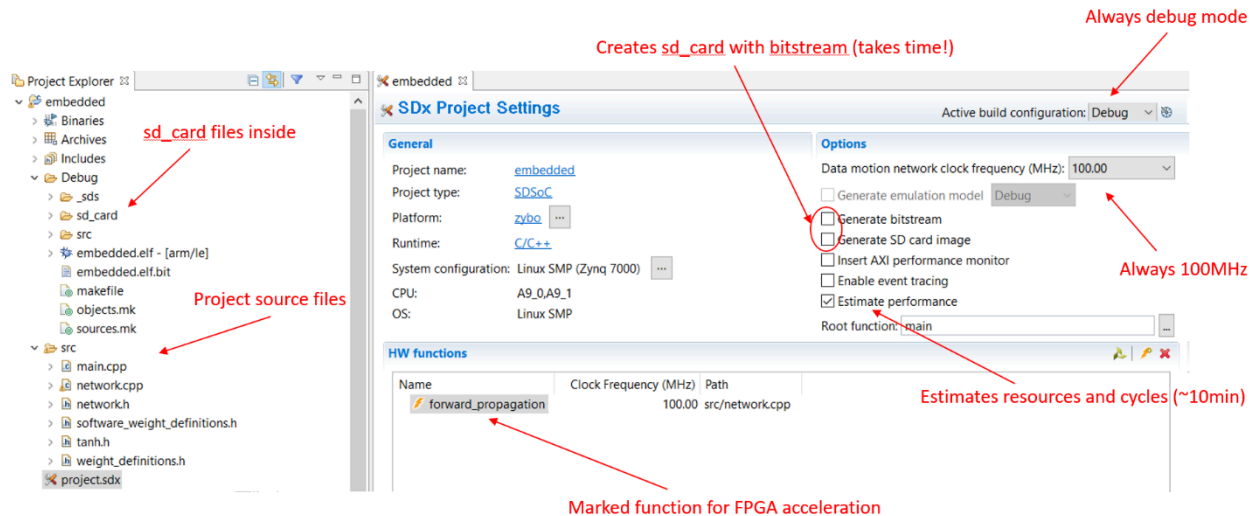 Always debug mode
Creates sd_card with bitstream (takes time!)
Project Explorer
embedded
Binaries
Archives
Includes
Debug
_sds
sd_card
src
embedded.elf - [arm/le]
embedded.elf.bit
makefile
objects.mk
sources.mk
src
main.cpp
network.cpp
network.h
software_weight_definitions.h
tanh.h
weight_definitions.h
project.sdx
sd_card files inside
Project source files
embedded
SDx Project Settings
Active build configuration: Debug
General
Project name: embedded
Project type: SDSoC
Platform: zybo ...
Runtime: C/C++
System configuration: Linux SMP (Zynq 7000) ...
CPU: A9_0,A9_1
OS: Linux SMP
Options
Data motion network clock frequency (MHz): 100.00
Generate emulation model Debug
Generate bitstream
Generate SD card image
Insert AXI performance monitor
Enable event tracing
Estimate performance
Root function: main ...
Always 100MHz
HW functions
Name Clock Frequency (MHz) Path
forward_propagation 100.00 src/network.cpp
Estimates resources and cycles (~10min)
Marked function for FPGA acceleration